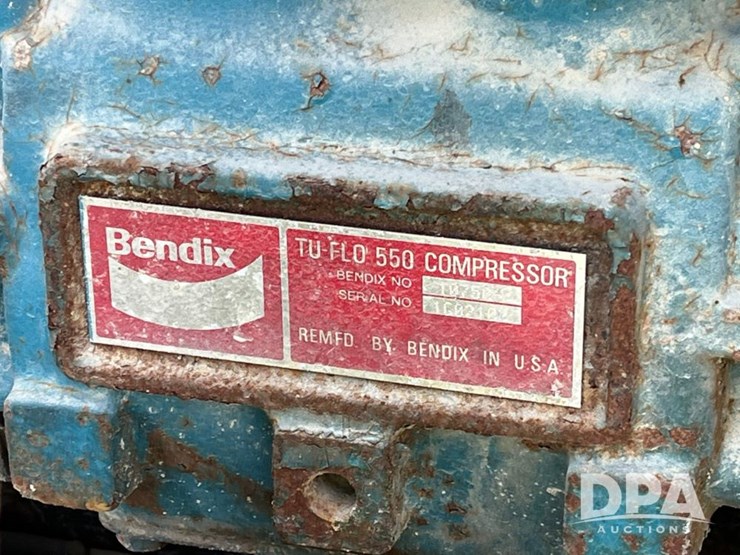 Bendix
TU-FLO 550 COMPRESSOR
BENDIX NO
SERIAL NO.
REMFD. BY BENDIX IN U.S.A
DPA
AUCTIONS